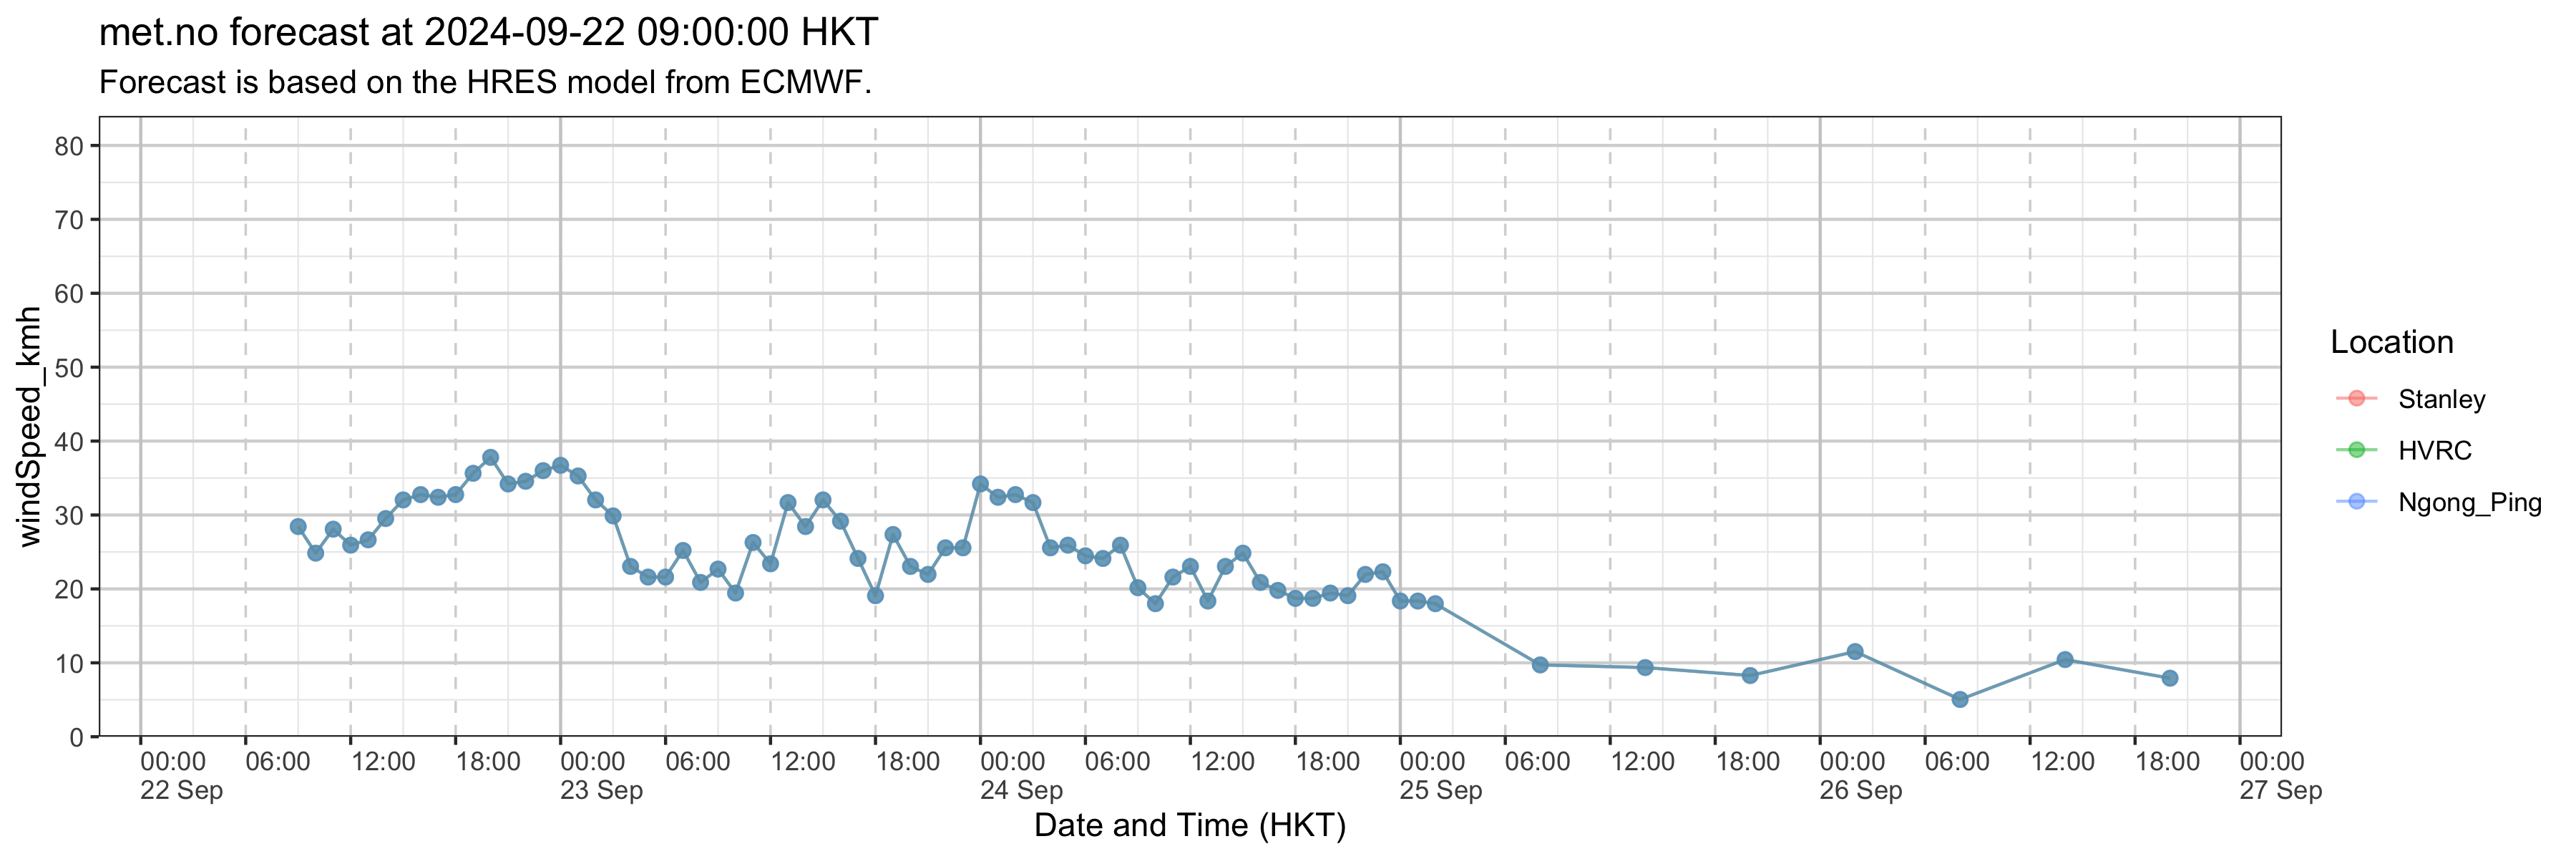 met.no forecast at 2024-09-22 09:00:00 HKT
Forecast is based on the HRES model from ECMWF.
windSpeed_kmh
80
70
60
50
40
30
20
10
0
00:00 06:00 12:00 18:00 00:00 06:00 12:00 18:00 00:00 06:00 12:00 18:00 00:00 06:00 12:00 18:00 00:00 06:00 12:00 18:00 00:00
22 Sep 23 Sep 24 Sep 25 Sep 26 Sep 27 Sep
Date and Time (HKT)
Location
Stanley
HVRC
Ngong_Ping